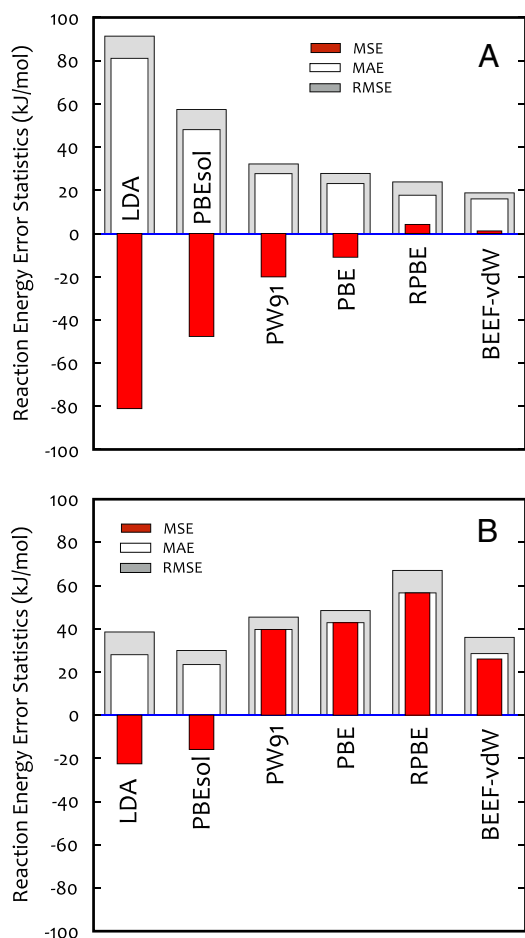 Reaction Energy Error Statistics (kJ/mol)
100
80
60
40
20
0
-20
-40
-60
-80
-100
A
MSE
MAE
RMSE
LDA
PBEsol
PW91
PBE
RPBE
BEEF-vdW
Reaction Energy Error Statistics (kJ/mol)
100
80
60
40
20
0
-20
-40
-60
-80
-100
B
MSE
MAE
RMSE
LDA
PBEsol
PW91
PBE
RPBE
BEEF-vdW